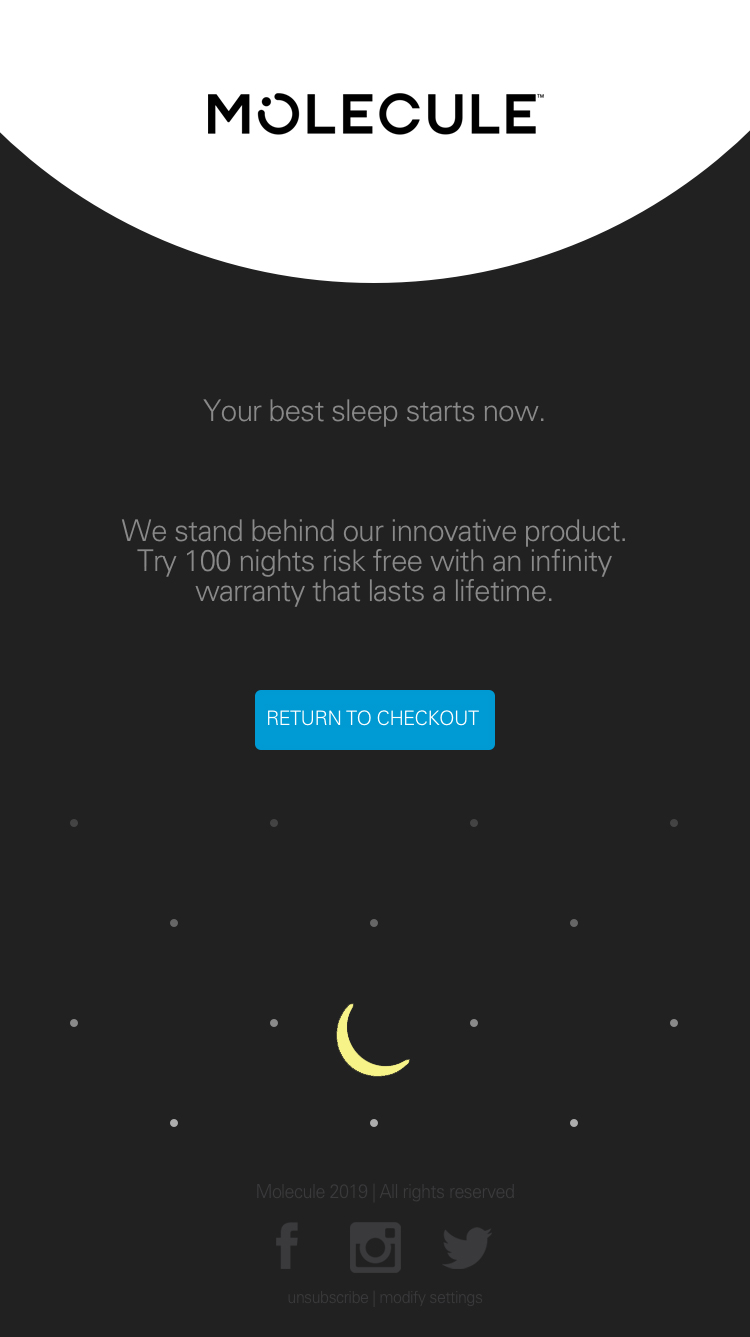 MOLECULE™
Your best sleep starts now.
We stand behind our innovative product.
Try 100 nights risk free with an infinity
warranty that lasts a lifetime.
RETURN TO CHECKOUT
Molecule 2019 | All rights reserved
unsubscribe | modify settings